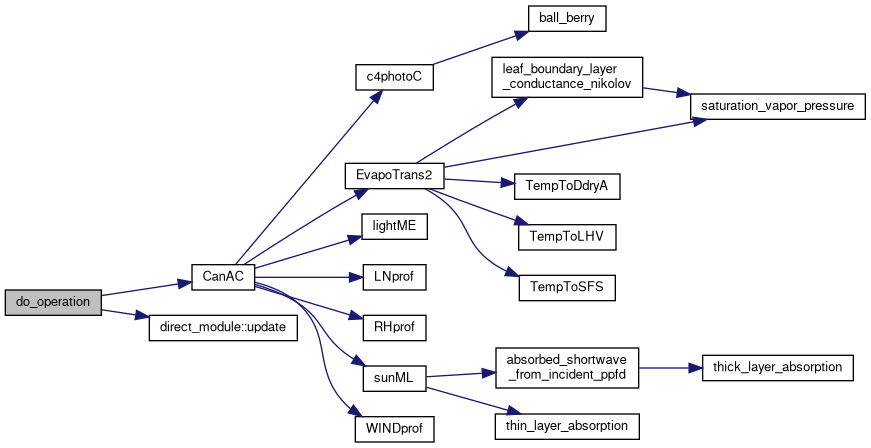 ball_berry
c4photoC
leaf_boundary_layer
_conductance_nikolov
saturation_vapor_pressure
EvapoTrans2
TempToDdryA
lightME
TempToLHV
CanAC
LNprof
TempToSFS
do_operation
direct_module::update
RHprof
absorbed_shortwave
_from_incident_ppfd
thick_layer_absorption
sunML
thin_layer_absorption
WINDprof